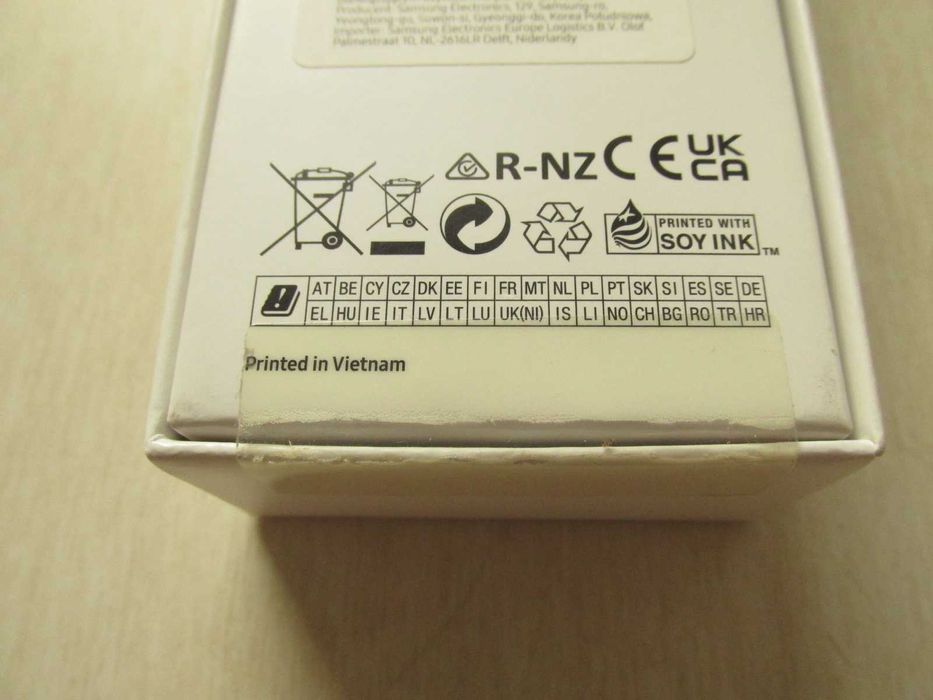 Producent: Samsung Electronics, 129, Samsung-ro,
Yeongtong-gu, Suwon-si, Gyeonggi-do, Korea Południowa,
Importer: Samsung Electronics Europe Logistics B.V. Olof
Palmestraat 10, NL-2616LR Delft, Niderlandy
R-NZ CE UK
CA
PRINTED WITH
SOY INK TM
AT BE CY CZ DK EE FI FR MT NL PL PT SK SI ES SE DE
EL HU IE IT LV LT LU UK(NI) IS LI NO CH BG RO TR HR
Printed in Vietnam